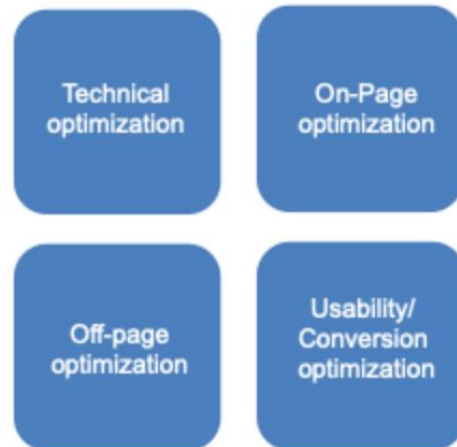 Technical
optimization
On-Page
optimization
Off-page
optimization
Usability/
Conversion
optimization